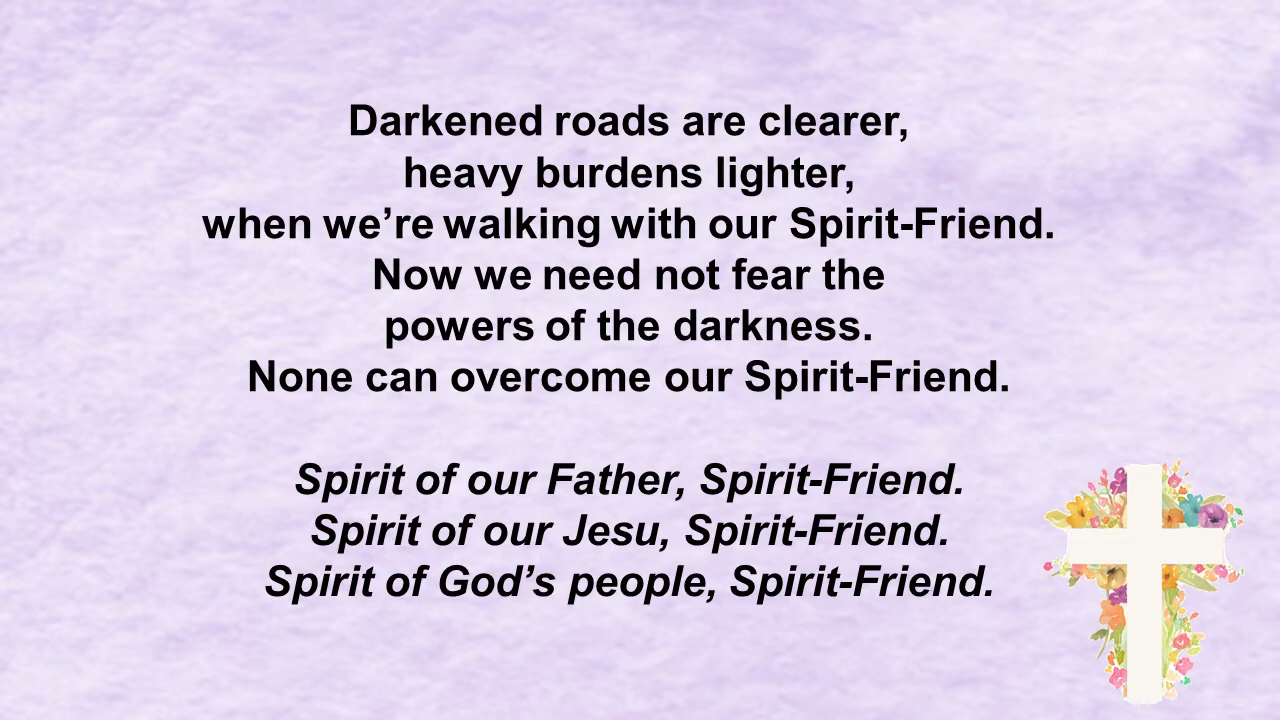 Darkened roads are clearer,
heavy burdens lighter,
when we’re walking with our Spirit-Friend.
Now we need not fear the
powers of the darkness.
None can overcome our Spirit-Friend.
Spirit of our Father, Spirit-Friend.
Spirit of our Jesu, Spirit-Friend.
Spirit of God’s people, Spirit-Friend.